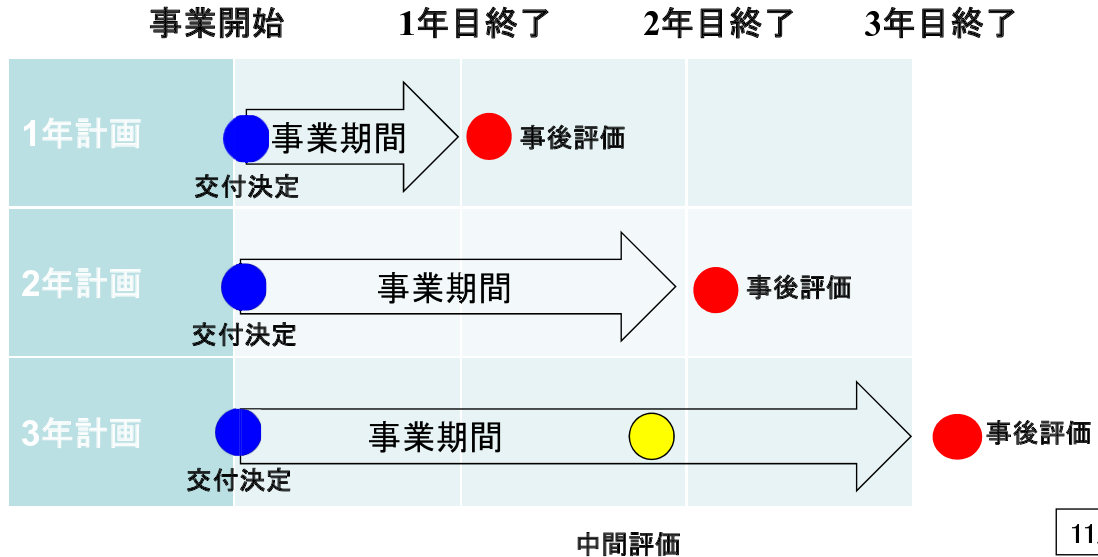 事業開始 1年目終了 2年目終了 3年目終了
1年計画 事業期間 事後評価
交付決定
2年計画 事業期間 事後評価
交付決定
3年計画 事業期間 事後評価
交付決定
中間評価
11